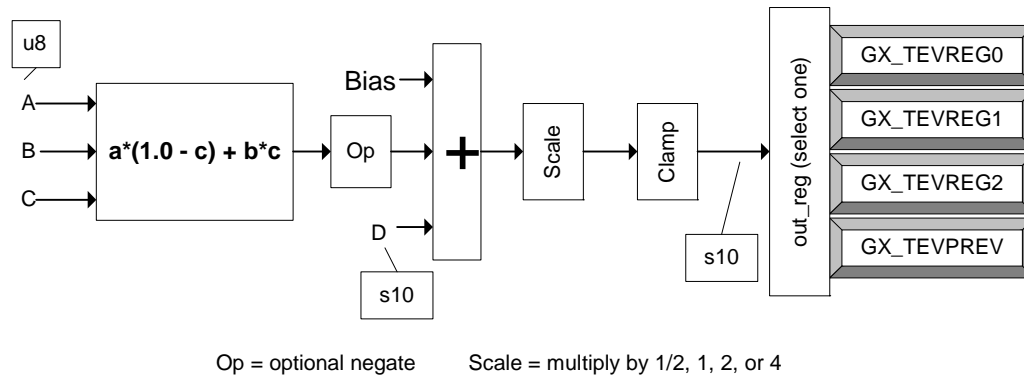 u8
A
B
C
a*(1.0 - c) + b*c
Op
Bias
+
D
s10
Scale
Clamp
s10
out_reg (select one)
GX_TEVREG0
GX_TEVREG1
GX_TEVREG2
GX_TEVPREV
Op = optional negate
Scale = multiply by 1/2, 1, 2, or 4